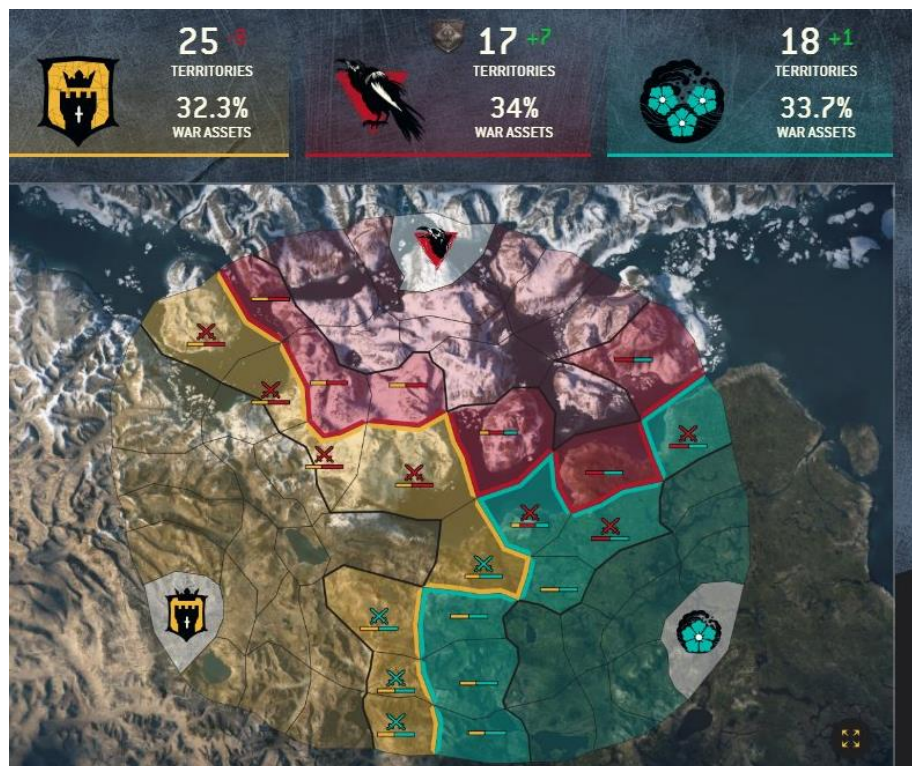 25
17 +7
18 +1
TERRITORIES
TERRITORIES
TERRITORIES
32.3%
34%
33.7%
WAR ASSETS
WAR ASSETS
WAR ASSETS